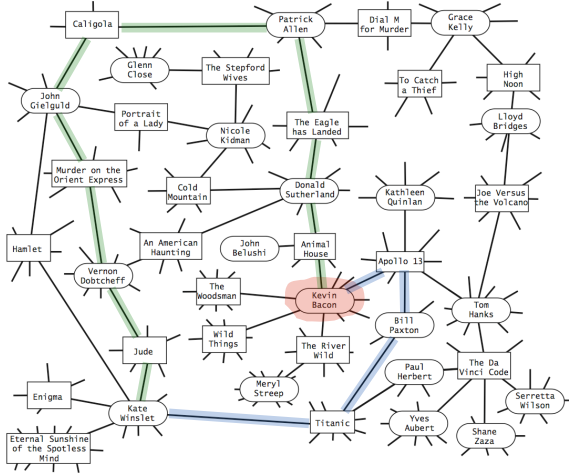 Caligola
Patrick
Allen
Dial M
for Murder
Grace
Kelly
Glenn
Close
The Stepford
Wives
To Catch
a Thief
High
Noon
John
Gielguld
Portrait
of a Lady
Nicole
Kidman
The Eagle
has Landed
Lloyd
Bridges
Murder on the
Orient Express
Cold
Mountain
Donald
Sutherland
Kathleen
Quinlan
Joe Versus
the Volcano
Hamlet
An American
Haunting
John
Belushi
Animal
House
Apollo 13
Vernon
Dobtcheff
The
Woodsman
Kevin
Bacon
Tom
Hanks
Bill
Paxton
Wild
Things
The River
Wild
Jude
Paul
Herbert
The Da
Vinci Code
Meryl
Streep
Enigma
Kate
Winslet
Titanic
Yves
Aubert
Shane
Zaza
Serretta
Wilson
Eternal Sunshine
of the Spotless
Mind